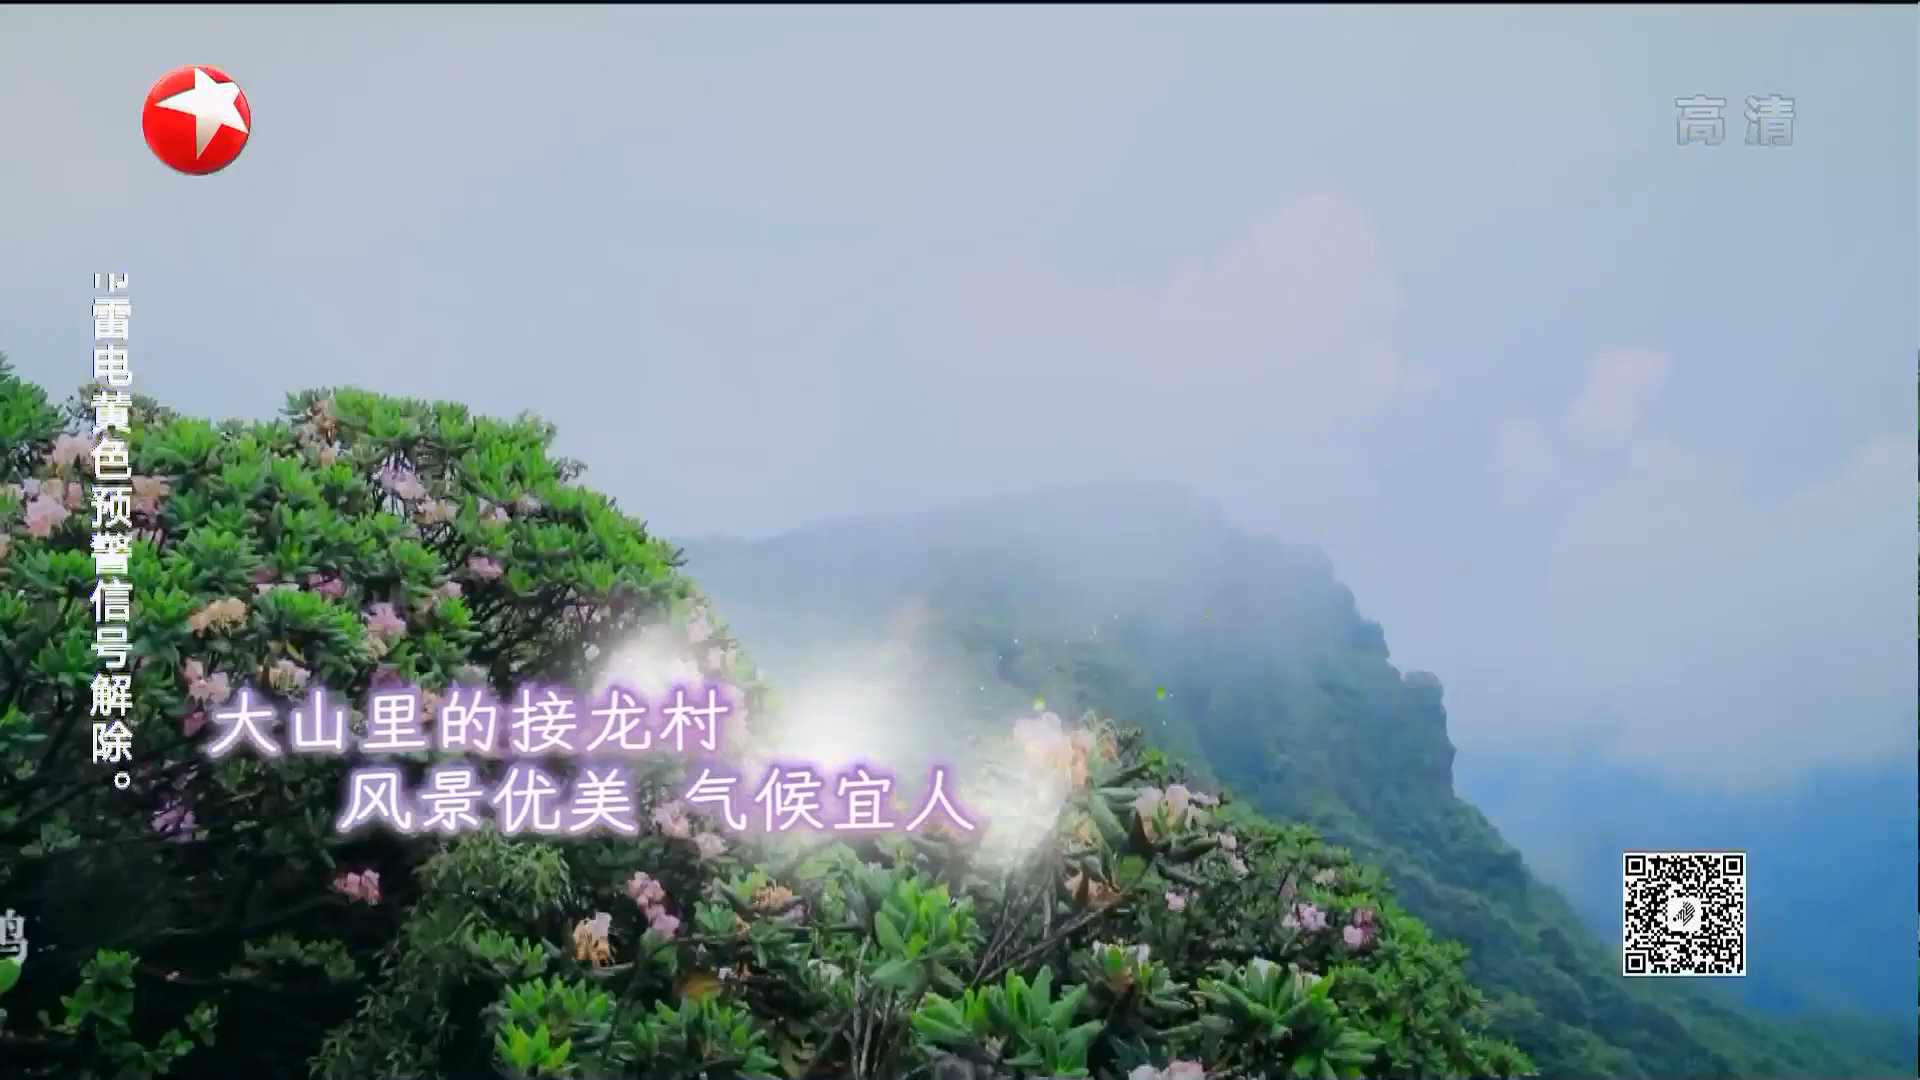 高清
雷电黄色预警信号解除。
大山里的接龙村
风景优美 气候宜人